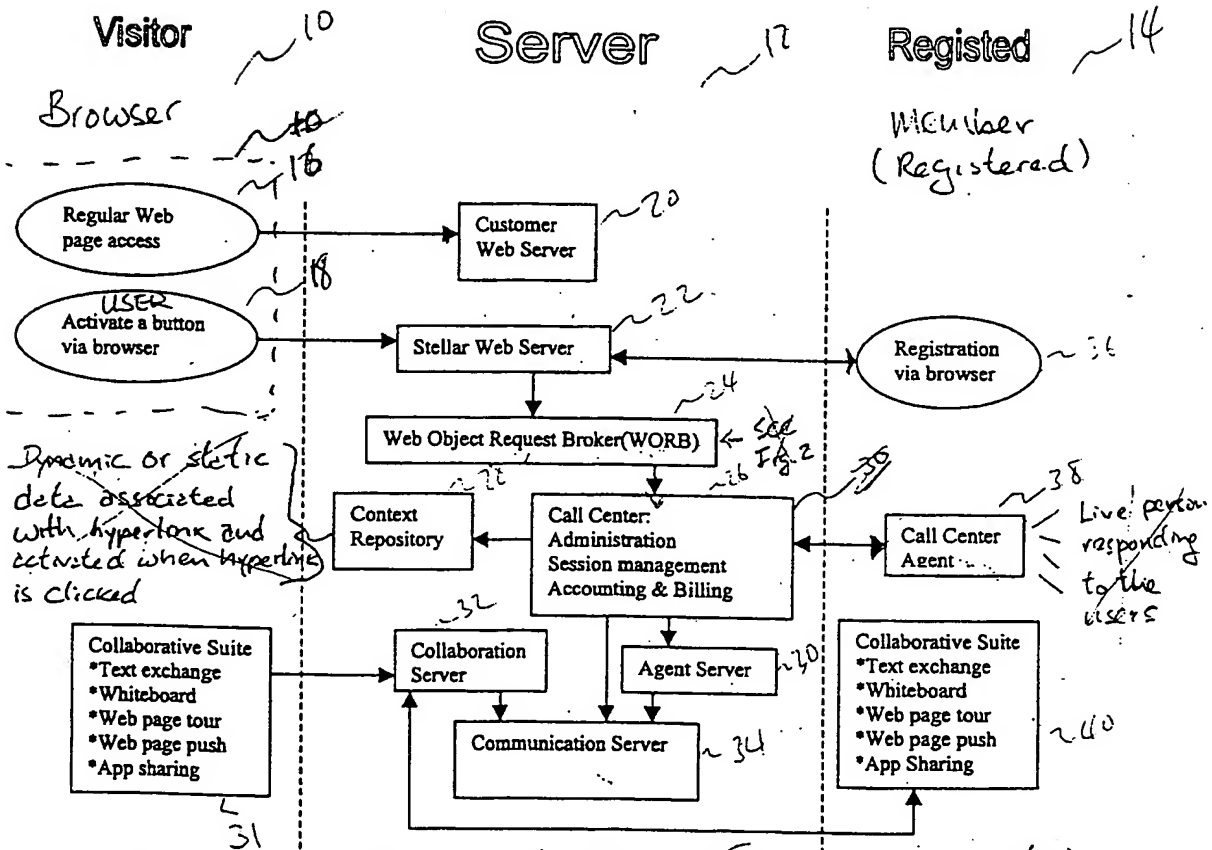 Visitor
10
Server
12
Registed
14
Browser
10
Member
(Registered)
16
Regular Web
page access
Customer
Web Server
20
18
USER
Activate a button
via browser
Stellar Web Server
22
Registration
via browser
36
24
Web Object Request Broker(WORB)
See
Fig. 2
Dynamic or static
data associated
with hyperlink and
activated when hyperlink
is clicked
28
Context
Repository
26
30
Call Center:
Administration
Session management
Accounting & Billing
38
Call Center
Agent
Live person
responding
to the
users
32
Collaboration
Server
Agent Server
30
Collaborative Suite
*Text exchange
*Whiteboard
*Web page tour
*Web page push
*App sharing
31
Communication Server
34
Collaborative Suite
*Text exchange
*Whiteboard
*Web page tour
*Web page push
*App Sharing
40